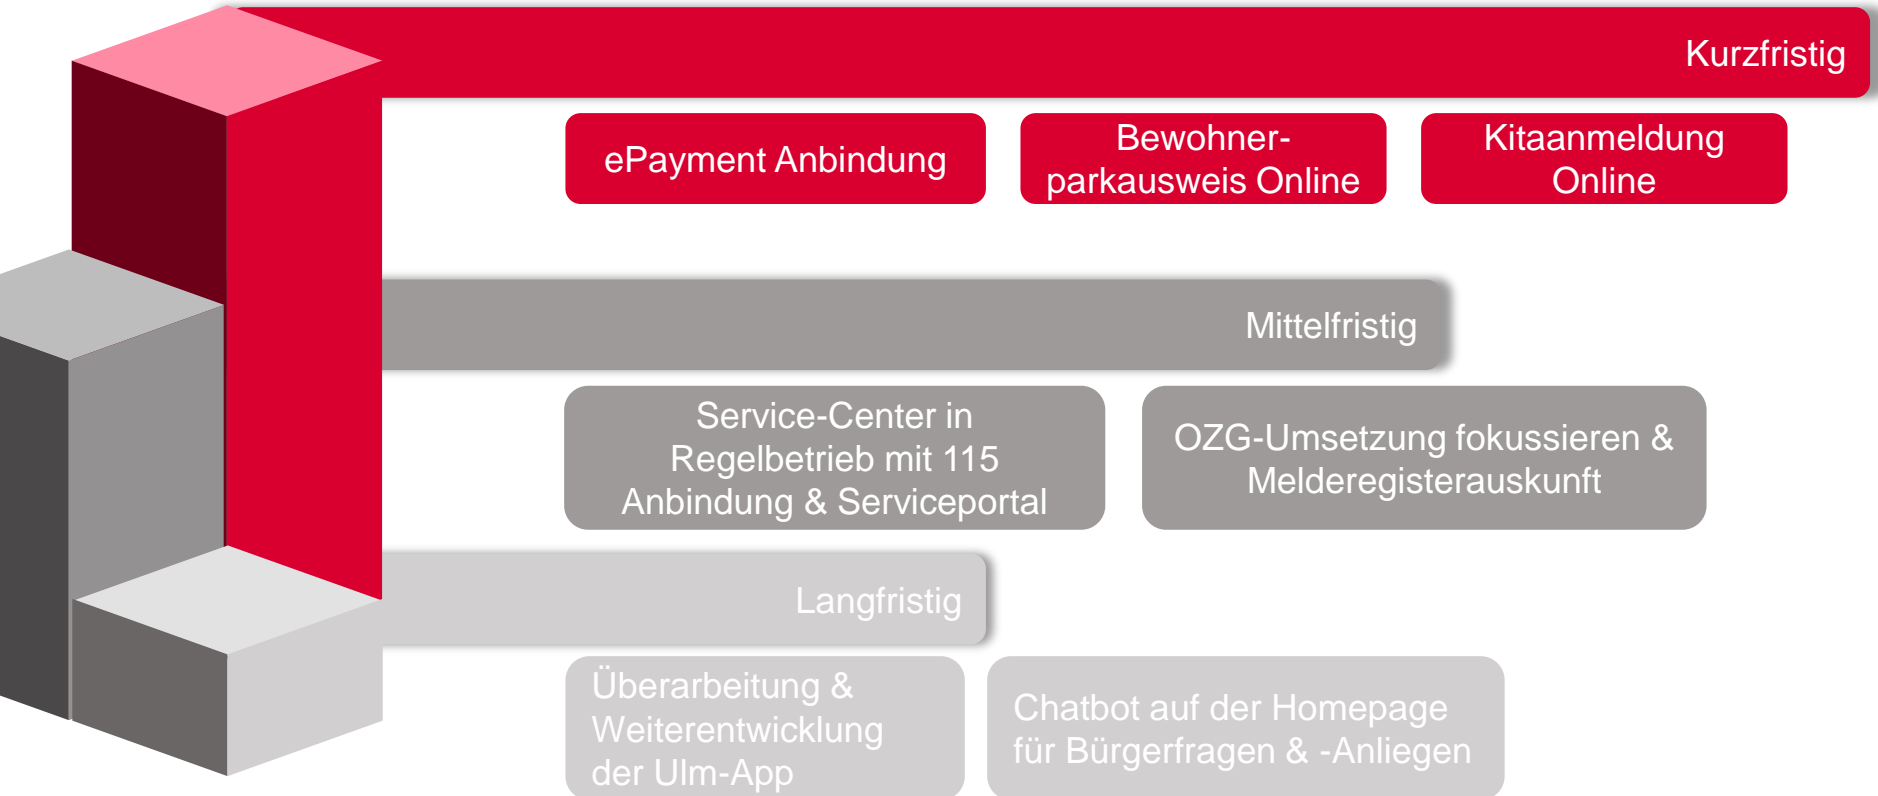 Kurzfristig
ePayment Anbindung
Bewohner-
parkausweis Online
Kitaanmeldung
Online
Mittelfristig
Service-Center in
Regelbetrieb mit 115
Anbindung & Serviceportal
OZG-Umsetzung fokussieren &
Melderegisterauskunft
Langfristig
Überarbeitung &
Weiterentwicklung
der Ulm-App
Chatbot auf der Homepage
für Bürgerfragen & -Anliegen